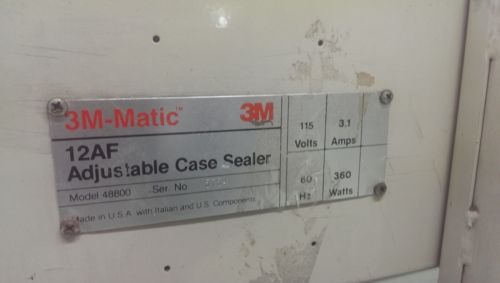 3M-Matic™ 3M
12AF
Adjustable Case Sealer
Model 48800 Ser. No
Made in U.S.A. with Italian and U.S. Components
115 Volts
3.1 Amps
60 Hz
360 Watts